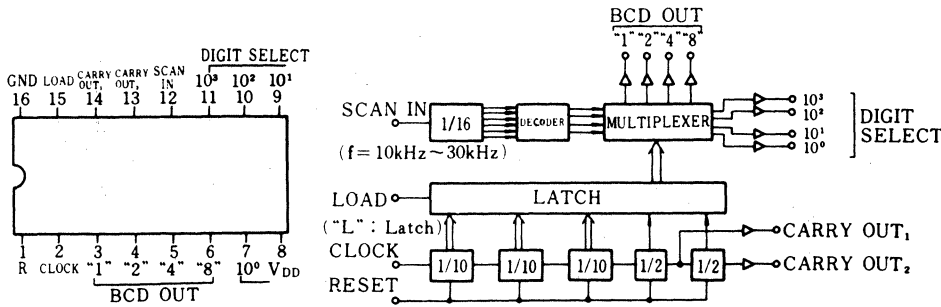 DIGIT SELECT
GND LOAD CARRY OUT₁ CARRY OUT₁ SCAN IN 10³ 10² 10¹
16 15 14 13 12 11 10 9
1 2 3 4 5 6 7 8
R CLOCK "1" "2" "4" "8" 10⁰ VDD
BCD OUT
BCD OUT
"1" "2" "4" "8"
SCAN IN
1/16
DECODER
MULTIPLEXER
10³
10²
10¹
10⁰
DIGIT
SELECT
(f=10kHz~30kHz)
LOAD
LATCH
("L": Latch)
CLOCK
1/10 1/10 1/10 1/2 1/2
CARRY OUT₁
CARRY OUT₂
RESET